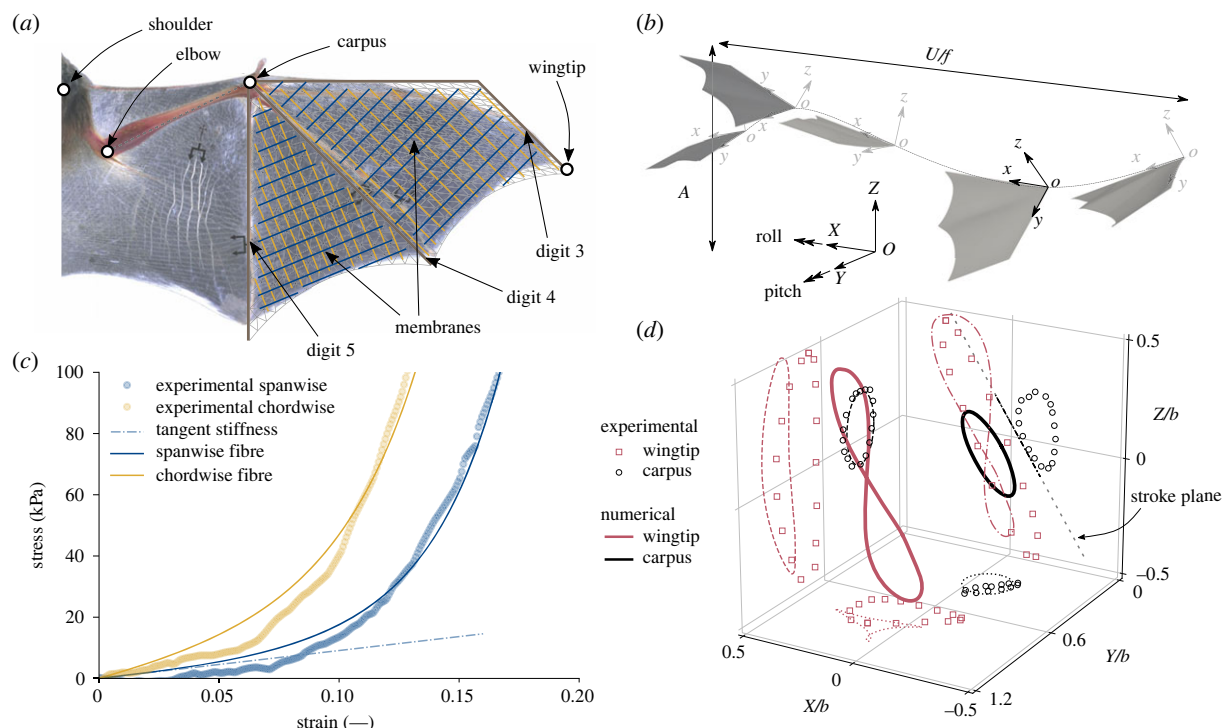 (a)
shoulder
elbow
carpus
wingtip
digit 3
digit 4
membranes
digit 5
(b)
U/f
A
x
y
z
o
x
y
z
o
x
y
z
o
x
y
z
o
x
y
z
o
Z
X
O
Y
roll
pitch
(c)
100
80
60
40
20
0
stress (kPa)
experimental spanwise
experimental chordwise
tangent stiffness
spanwise fibre
chordwise fibre
0
0.05
0.10
0.15
0.20
strain (—)
(d)
experimental
wingtip
carpus
numerical
wingtip
carpus
0.5
Z/b
0
stroke plane
–0.5
0
0.6
Y/b
1.2
0.5
0
X/b
–0.5